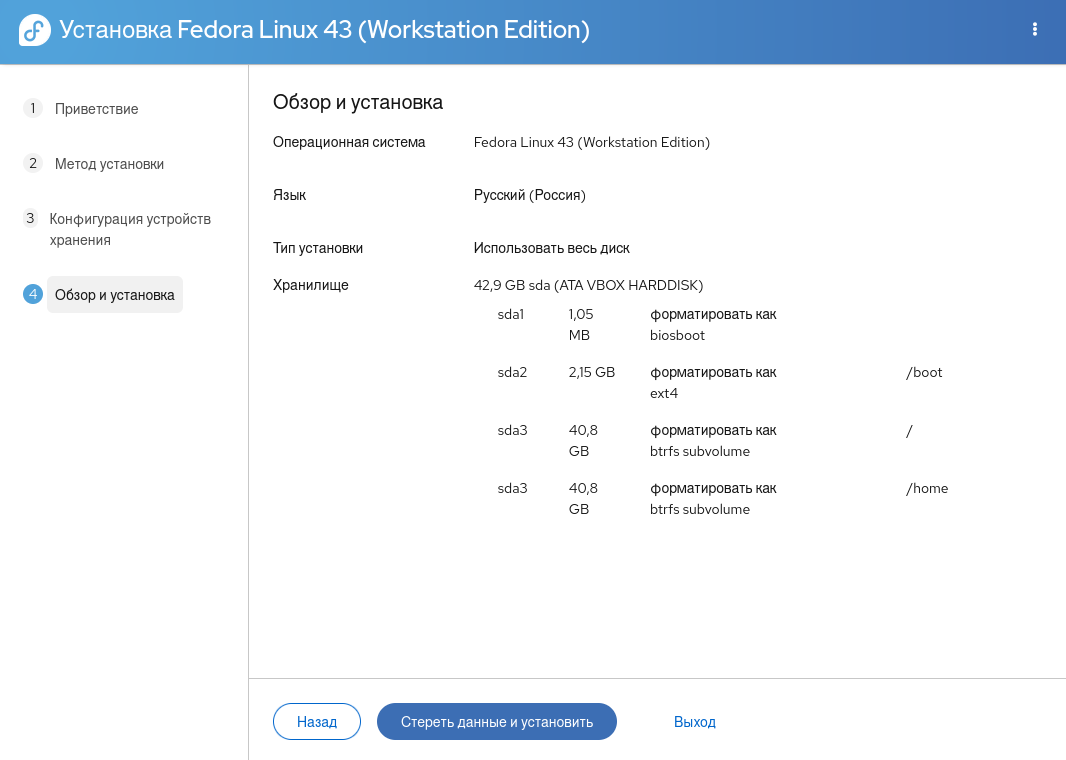 Установка Fedora Linux 43 (Workstation Edition)
1 Приветствие
2 Метод установки
3 Конфигурация устройств
хранения
4 Обзор и установка
Обзор и установка
Операционная система Fedora Linux 43 (Workstation Edition)
Язык Русский (Россия)
Тип установки Использовать весь диск
Хранилище 42,9 GB sda (ATA VBOX HARDDISK)
sda1 1,05 форматировать как
MB biosboot
sda2 2,15 GB форматировать как /boot
ext4
sda3 40,8 форматировать как /
GB btrfs subvolume
sda3 40,8 форматировать как /home
GB btrfs subvolume
Назад Стереть данные и установить Выход